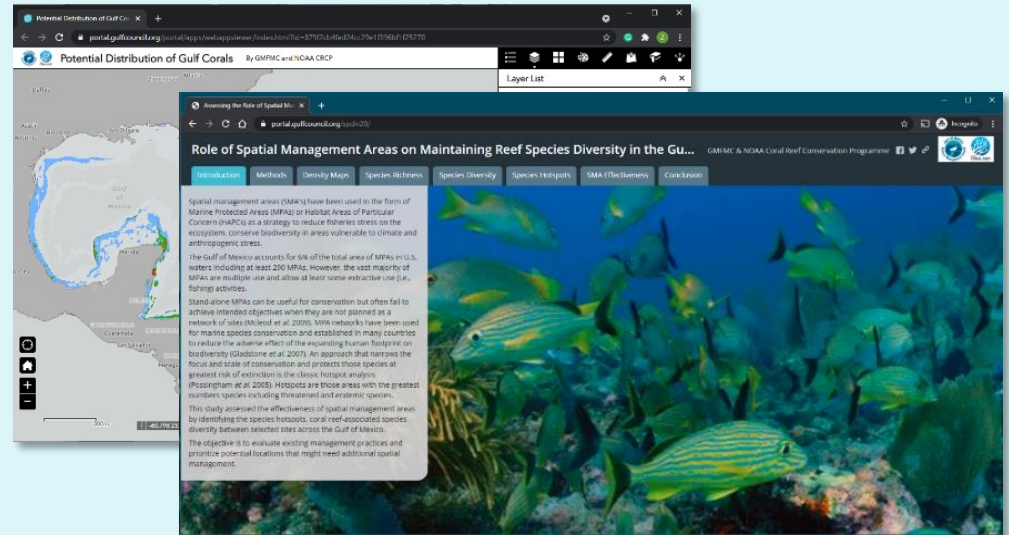 Potential Distribution of Gulf Cor
portal.gulfcouncil.org/portal/apps/webappviewer/index.html?id=
Potential Distribution of Gulf Corals By GMFMC and NOAA CRCP
Layer List
Dallas
Atlanta
Austin
Houston
New Orleans
Gulf
of
Mexico
Merida
Guatemala
San Salvador
Assessing the Role of Spatial Ma
portal.gulfcouncil.org/
Incognito
Role of Spatial Management Areas on Maintaining Reef Species Diversity in the Gu...
GMFMC & NOAA Coral Reef Conservation Programme
Introduction Methods Density Maps Species Richness Species Diversity Species Hotspots SMA Effectiveness Conclusion
Spatial management areas (SMA's) have been used in the form of
Marine Protected Areas (MPAs) or Habitat Areas of Particular
Concern (HAPCs) as a strategy to reduce fisheries stress on the
ecosystem, conserve biodiversity in areas vulnerable to climate and
anthropogenic stress.
The Gulf of Mexico accounts for 6% of the total area of MPAs in U.S.
waters including at least 290 MPAs. However, the vast majority of
MPAs are multiple use and allow at least some extractive use (i.e.,
fishing) activities.
Stand-alone MPAs can be useful for conservation but often fail to
achieve intended objectives when they are not planned as a
network of sites (Mcleod et al. 2009). MPA networks have been used
for marine species conservation and established in many countries
to reduce the adverse effect of the expanding human footprint on
biodiversity (Gladstone et al. 2007). An approach that narrows the
focus and scale of conservation and protects those species at
greatest risk of extinction is the classic hotspot analysis
(Possingham et al. 2005). Hotspots are those areas with the greatest
numbers species including threatened and endemic species.
This study assessed the effectiveness of spatial management areas
by identifying the species hotspots, coral reef-associated species
diversity between selected sites across the Gulf of Mexico.
The objective is to evaluate existing management practices and
prioritize potential locations that might need additional spatial
management.